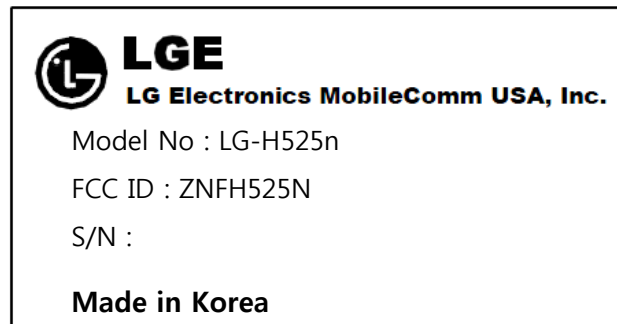 LGE
LG Electronics MobileComm USA, Inc.
Model No : LG-H525n
FCC ID : ZNFH525N
S/N :
Made in Korea